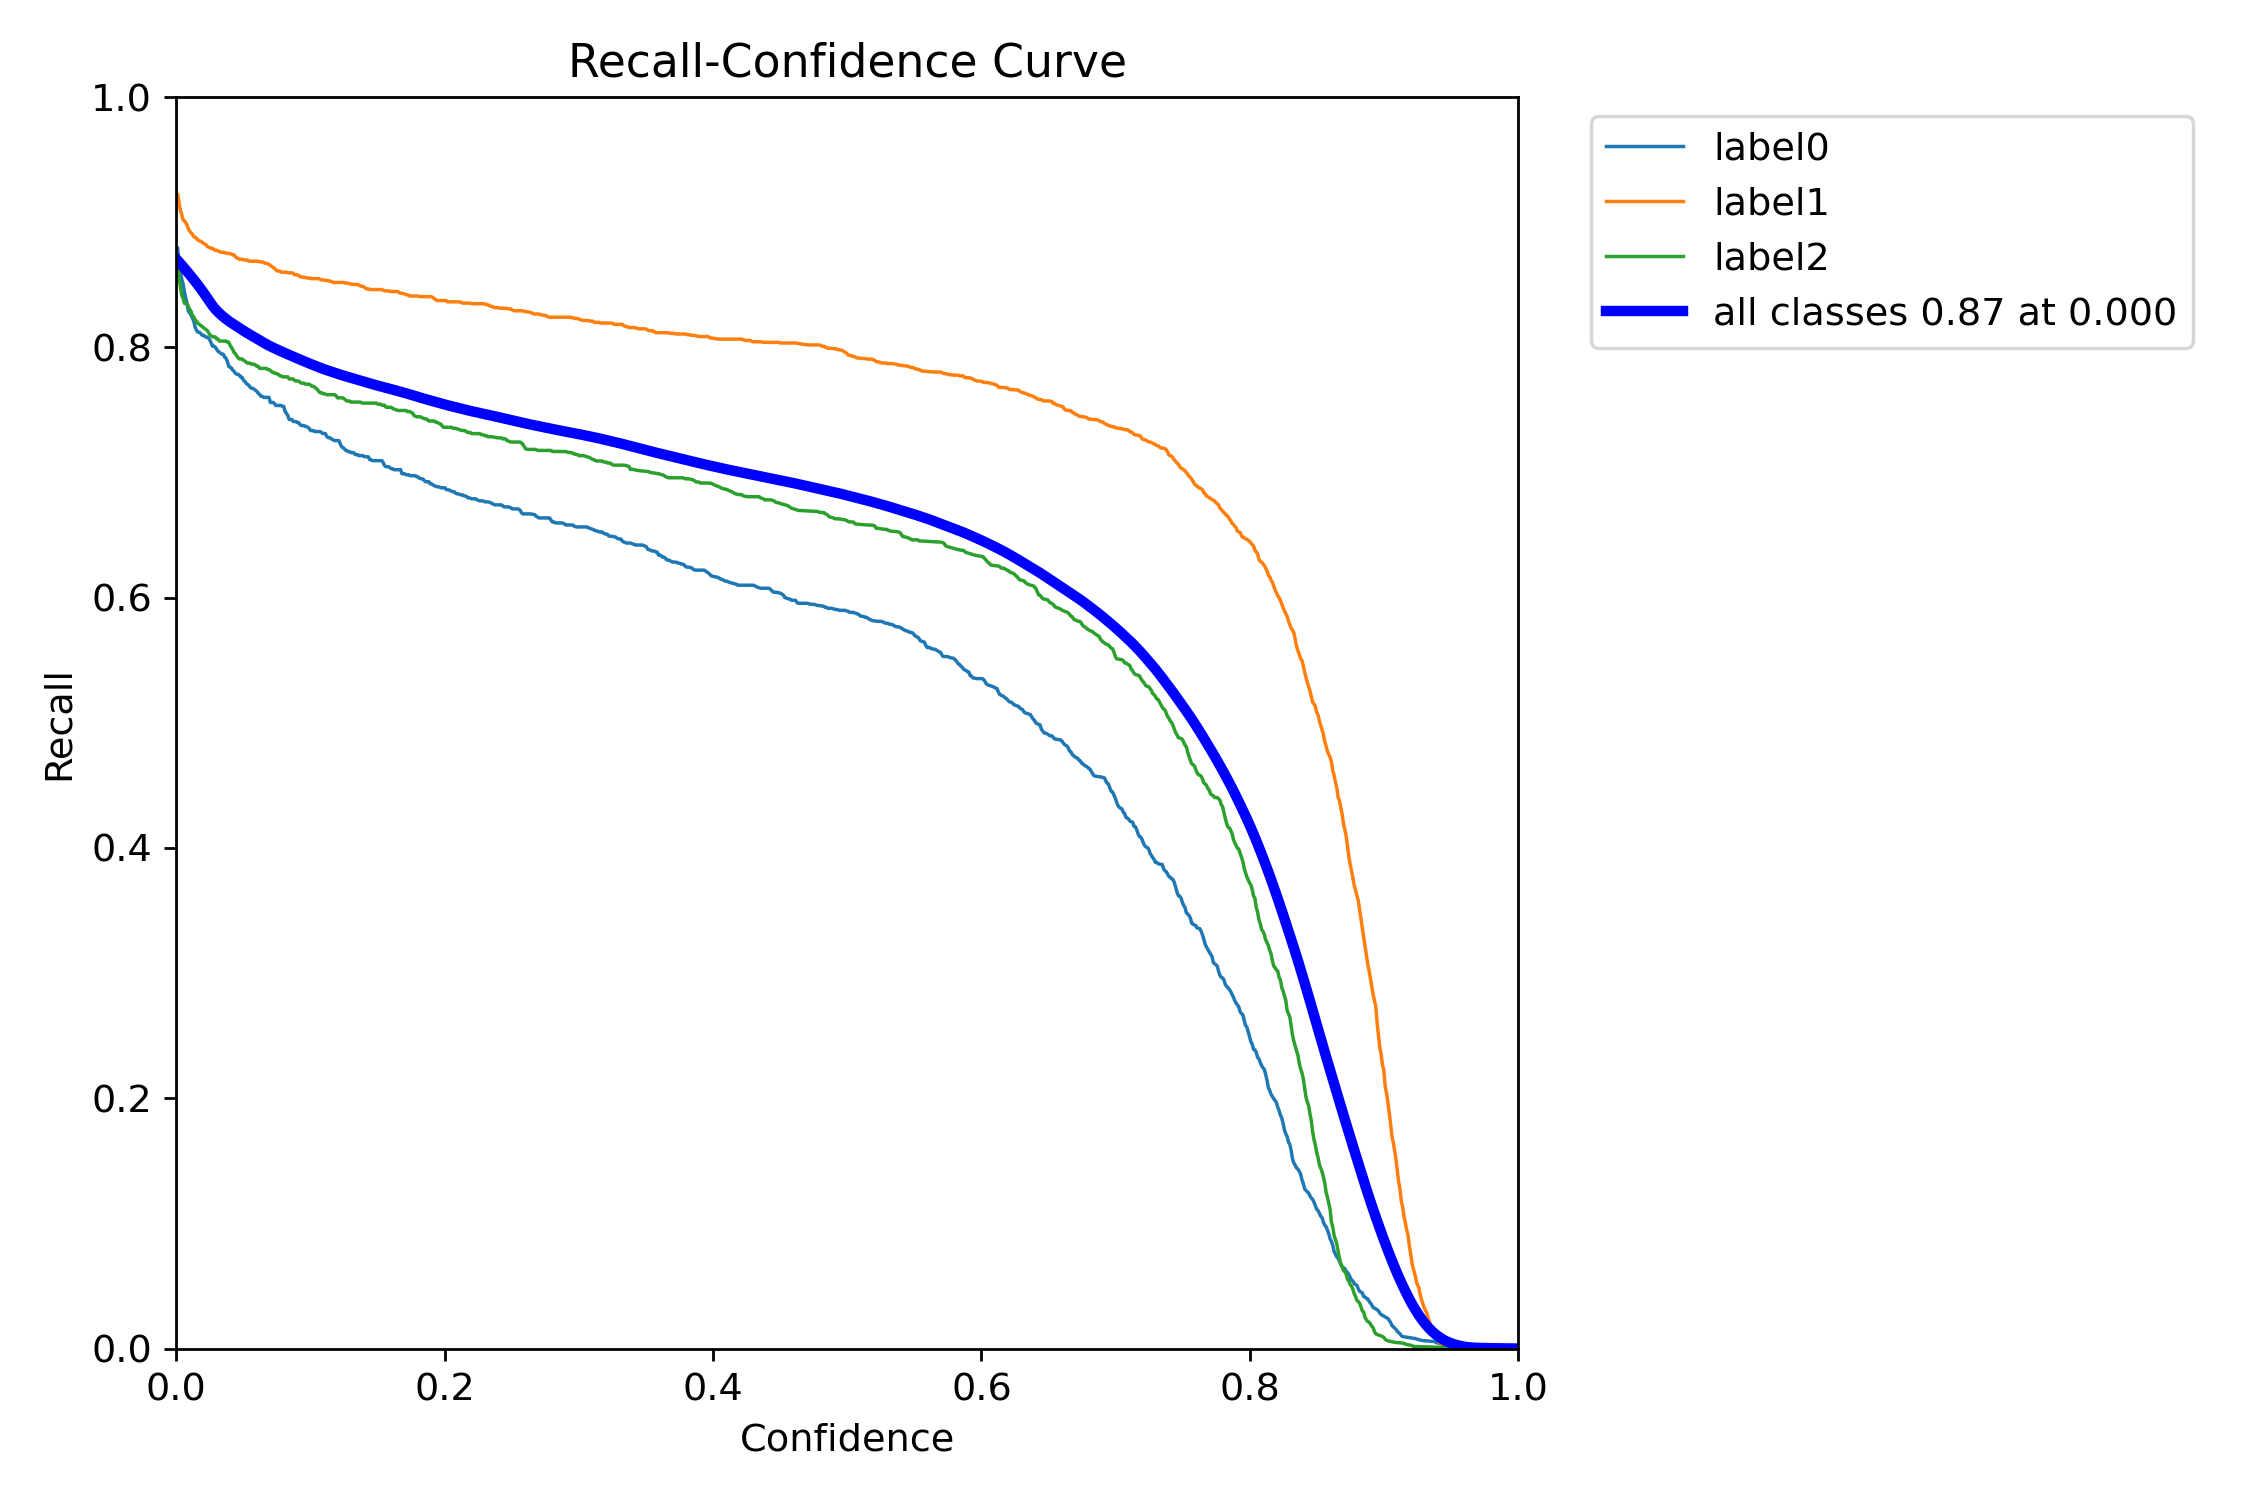 Recall-Confidence Curve
1.0
0.8
0.6
0.4
0.2
0.0
Recall
0.0 0.2 0.4 0.6 0.8 1.0
Confidence
label0
label1
label2
all classes 0.87 at 0.000